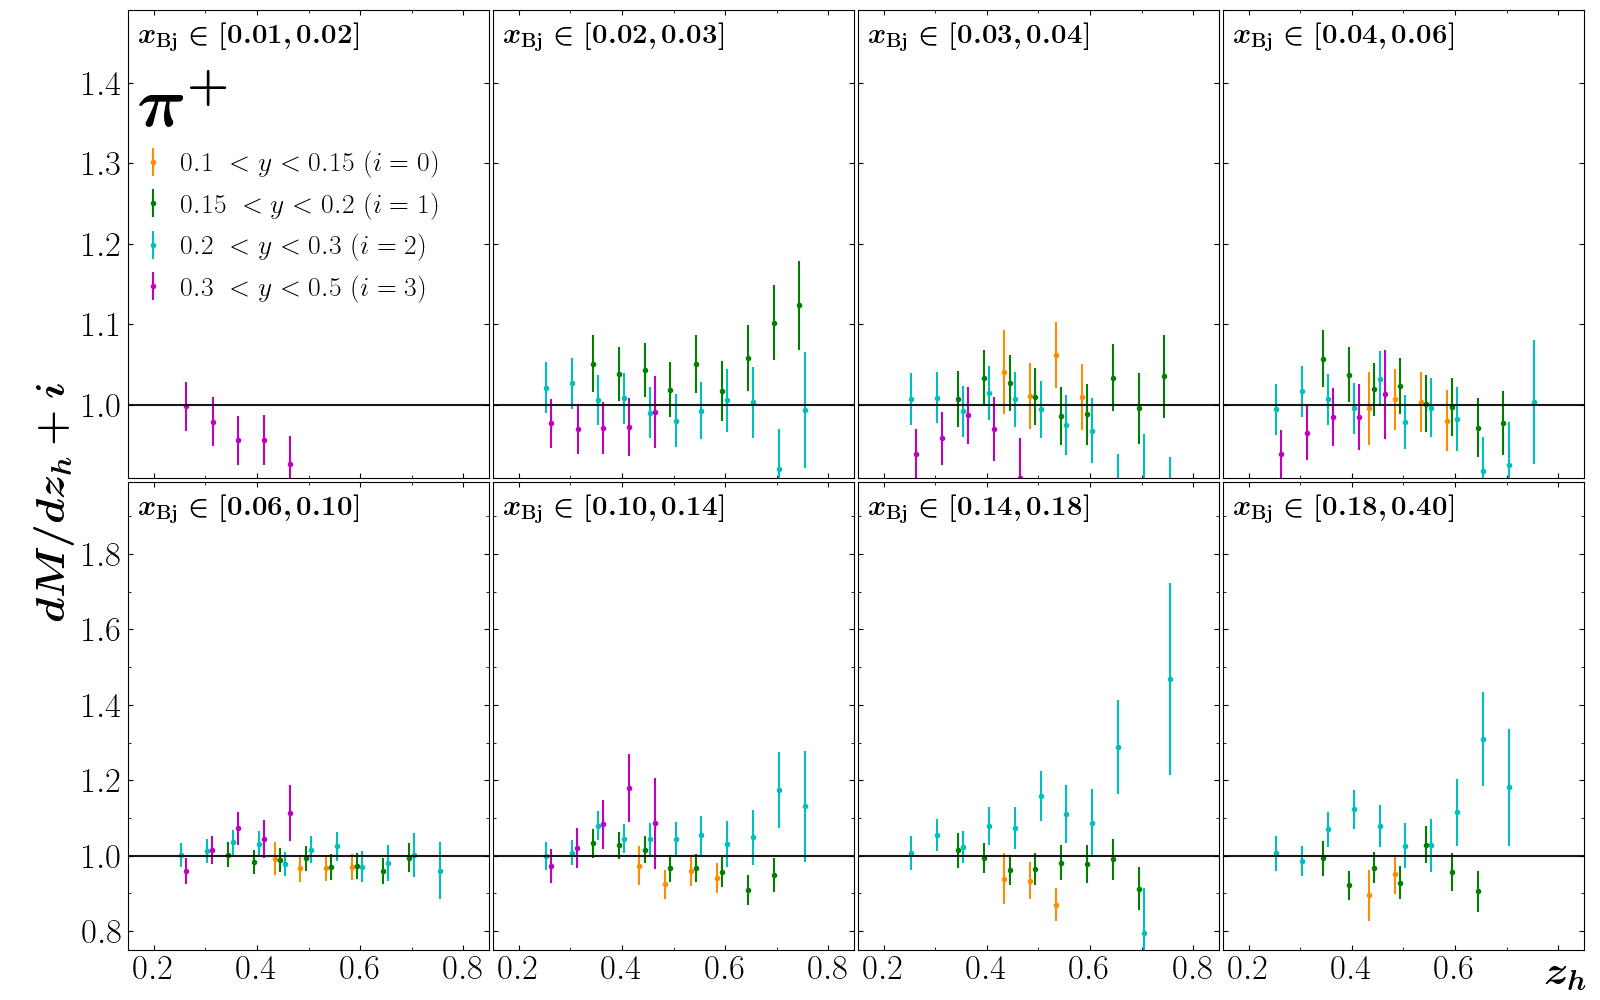 x_Bj ∈ [0.01, 0.02]
x_Bj ∈ [0.02, 0.03]
x_Bj ∈ [0.03, 0.04]
x_Bj ∈ [0.04, 0.06]
π⁺
0.1 < y < 0.15 (i = 0)
0.15 < y < 0.2 (i = 1)
0.2 < y < 0.3 (i = 2)
0.3 < y < 0.5 (i = 3)
1.4
1.3
1.2
1.1
1.0
dM/dz_h + i
x_Bj ∈ [0.06, 0.10]
x_Bj ∈ [0.10, 0.14]
x_Bj ∈ [0.14, 0.18]
x_Bj ∈ [0.18, 0.40]
1.8
1.6
1.4
1.2
1.0
0.8
0.2 0.4 0.6 0.8
0.2 0.4 0.6 0.8
0.2 0.4 0.6 0.8
0.2 0.4 0.6
z_h